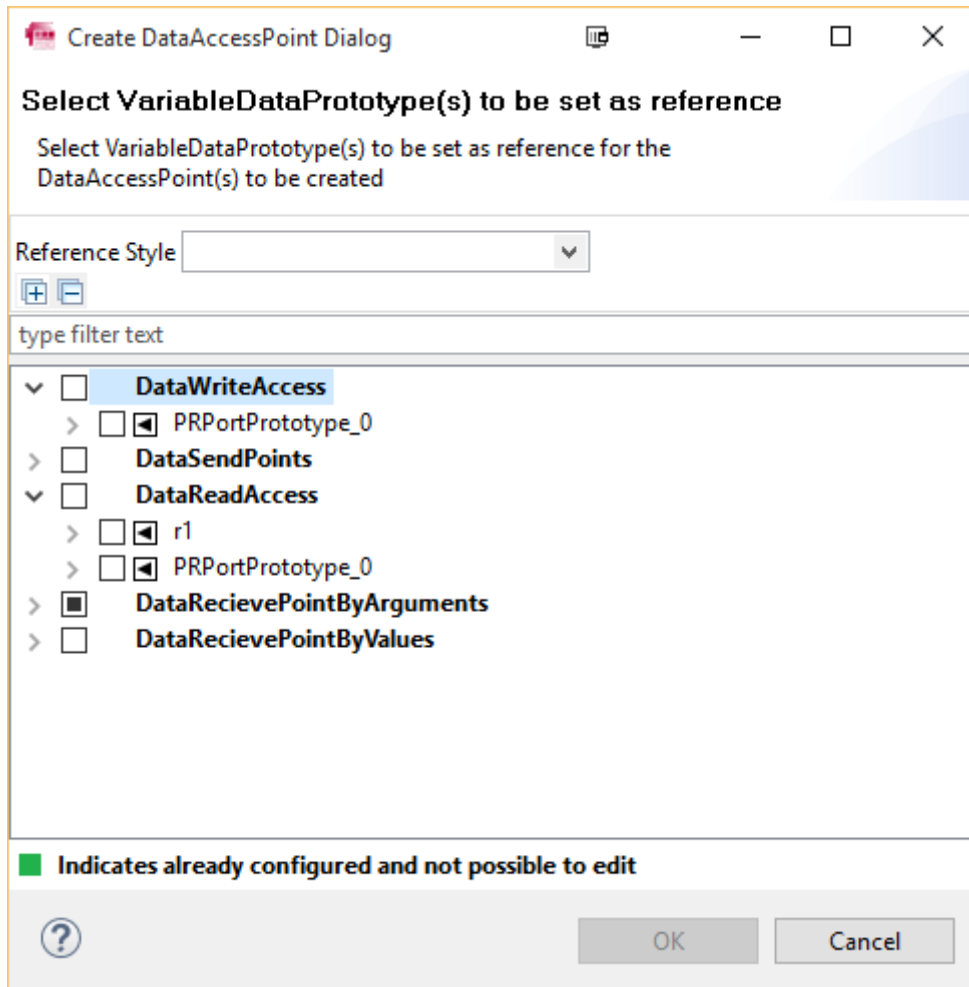 Create DataAccessPoint Dialog
Select VariableDataPrototype(s) to be set as reference
Select VariableDataPrototype(s) to be set as reference for the
DataAccessPoint(s) to be created
Reference Style
type filter text
DataWriteAccess
PRPortPrototype_0
DataSendPoints
DataReadAccess
r1
PRPortPrototype_0
DataRecievePointByArguments
DataRecievePointByValues
Indicates already configured and not possible to edit
OK Cancel